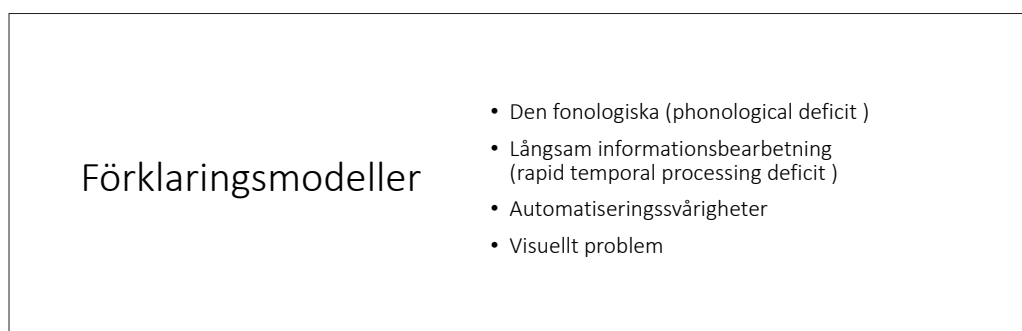 Förklaringsmodeller
• Den fonologiska (phonological deficit )
• Långsam informationsbearbetning
(rapid temporal processing deficit )
• Automatiseringssvårigheter
• Visuellt problem